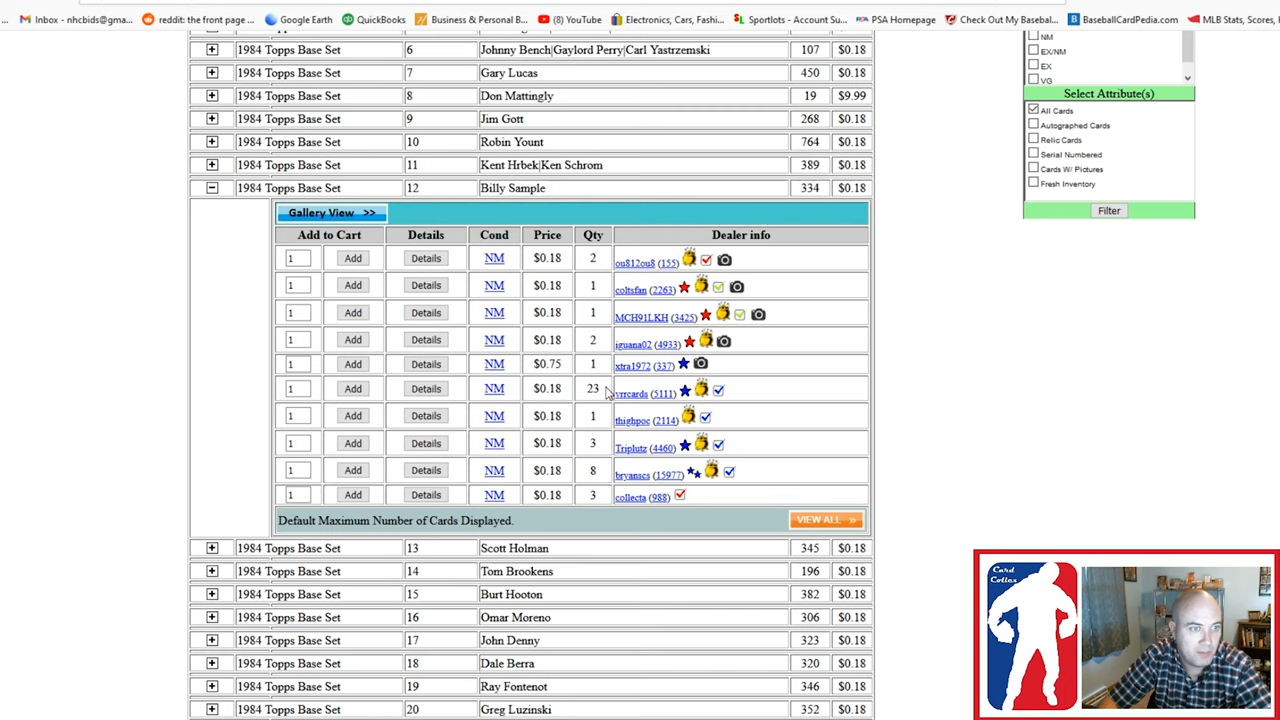 M Inbox - nhcbids@gma... reddit: the front page ... Google Earth QuickBooks Business & Personal B... (8) YouTube Electronics, Cars, Fashi... Sportlots - Account Su... PSA Homepage Check Out My Basebal... BaseballCardPedia.com MLB Stats, Scores, H
1984 Topps Base Set 6 Johnny Bench|Gaylord Perry|Carl Yastrzemski 107 $0.18
1984 Topps Base Set 7 Gary Lucas 450 $0.18
1984 Topps Base Set 8 Don Mattingly 19 $9.99
1984 Topps Base Set 9 Jim Gott 268 $0.18
1984 Topps Base Set 10 Robin Yount 764 $0.18
1984 Topps Base Set 11 Kent Hrbek|Ken Schrom 389 $0.18
1984 Topps Base Set 12 Billy Sample 334 $0.18
Gallery View >>
Add to Cart Details Cond Price Qty Dealer info
1 Add Details NM $0.18 2 ou812ou8 (155)
1 Add Details NM $0.18 1 coltsfan (2263)
1 Add Details NM $0.18 1 MCH91LKH (3425)
1 Add Details NM $0.18 2 iguana02 (4933)
1 Add Details NM $0.75 1 xtra1972 (337)
1 Add Details NM $0.18 23 vrrcards (5111)
1 Add Details NM $0.18 1 thighpoc (2114)
1 Add Details NM $0.18 3 Triplutz (4460)
1 Add Details NM $0.18 8 bryanscs (15977)
1 Add Details NM $0.18 3 collecta (988)
Default Maximum Number of Cards Displayed. VIEW ALL »
1984 Topps Base Set 13 Scott Holman 345 $0.18
1984 Topps Base Set 14 Tom Brookens 196 $0.18
1984 Topps Base Set 15 Burt Hooton 382 $0.18
1984 Topps Base Set 16 Omar Moreno 306 $0.18
1984 Topps Base Set 17 John Denny 323 $0.18
1984 Topps Base Set 18 Dale Berra 320 $0.18
1984 Topps Base Set 19 Ray Fontenot 346 $0.18
1984 Topps Base Set 20 Greg Luzinski 352 $0.18
NM
EX/NM
EX
VG
Select Attribute(s)
All Cards
Autographed Cards
Relic Cards
Serial Numbered
Cards W/ Pictures
Fresh Inventory
Filter
Card
Collex